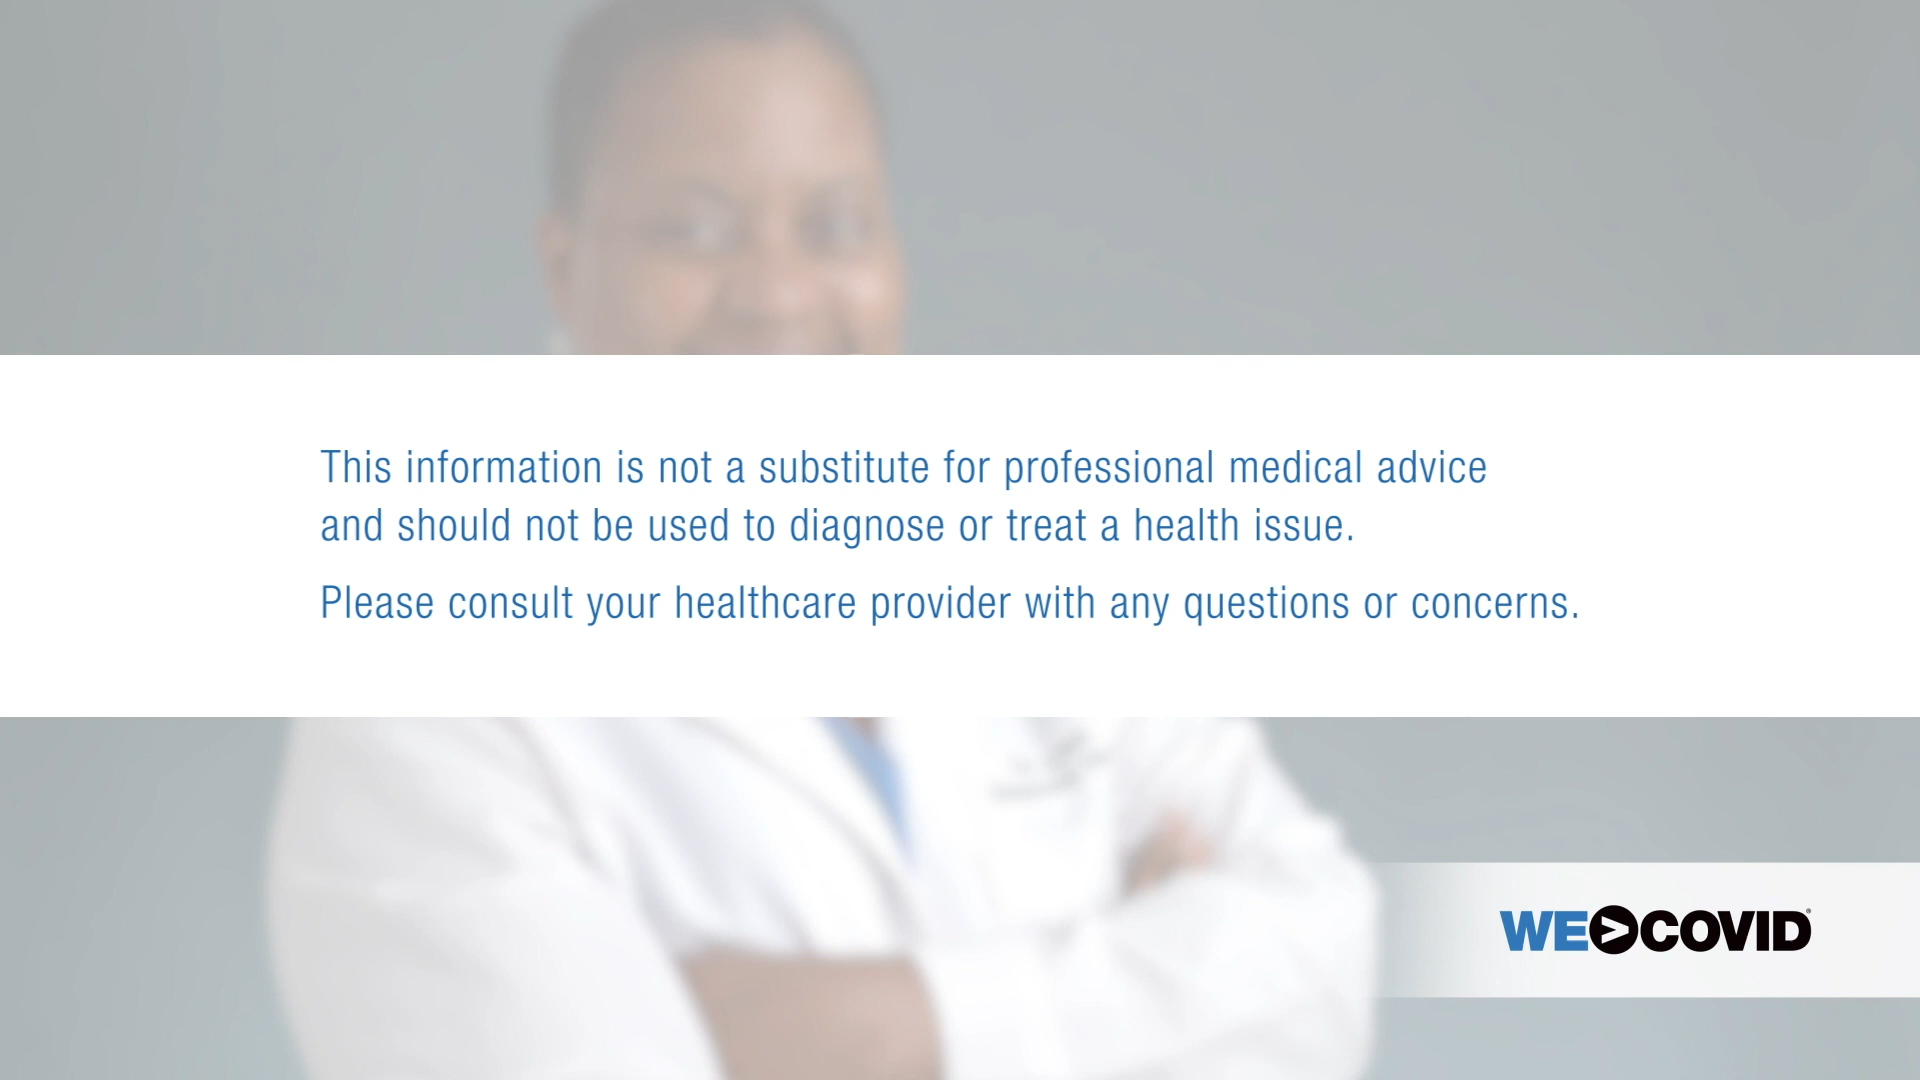 This information is not a substitute for professional medical advice
and should not be used to diagnose or treat a health issue.
Please consult your healthcare provider with any questions or concerns.
WE>COVID®